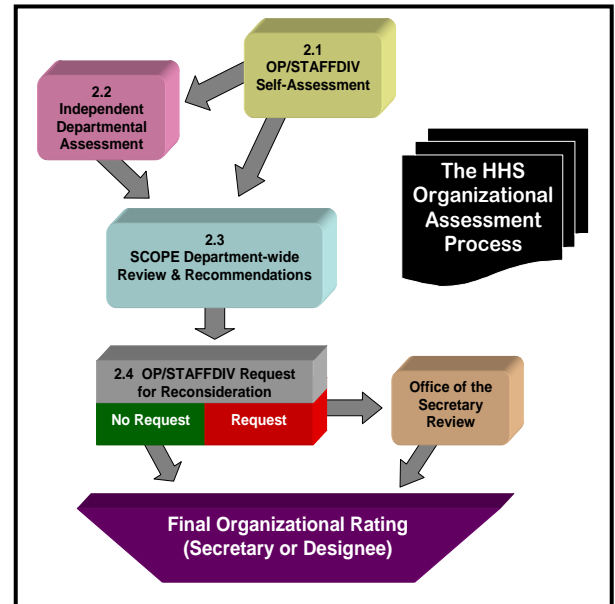 2.1
OP/STAFFDIV
Self-Assessment
2.2
Independent
Departmental
Assessment
The HHS
Organizational
Assessment
Process
2.3
SCOPE Department-wide
Review & Recommendations
2.4 OP/STAFFDIV Request
for Reconsideration
No Request
Request
Office of the
Secretary
Review
Final Organizational Rating
(Secretary or Designee)